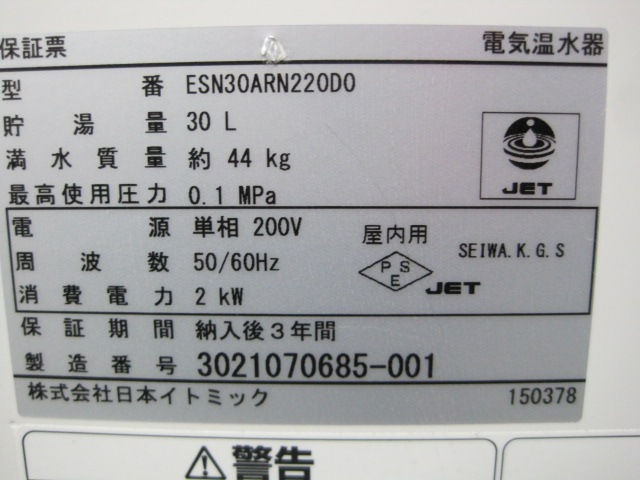 保証票 電気温水器
型番 ESN30ARN220D0
貯湯量 30 L
満水質量 約 44 kg
最高使用圧力 0.1 MPa
JET
電源 単相 200V 屋内用
周波数 50/60Hz SEIWA.K.G.S
PSE JET
消費電力 2 kW
保証期間 納入後3年間
製造番号 3021070685-001
株式会社日本イトミック 150378
警告